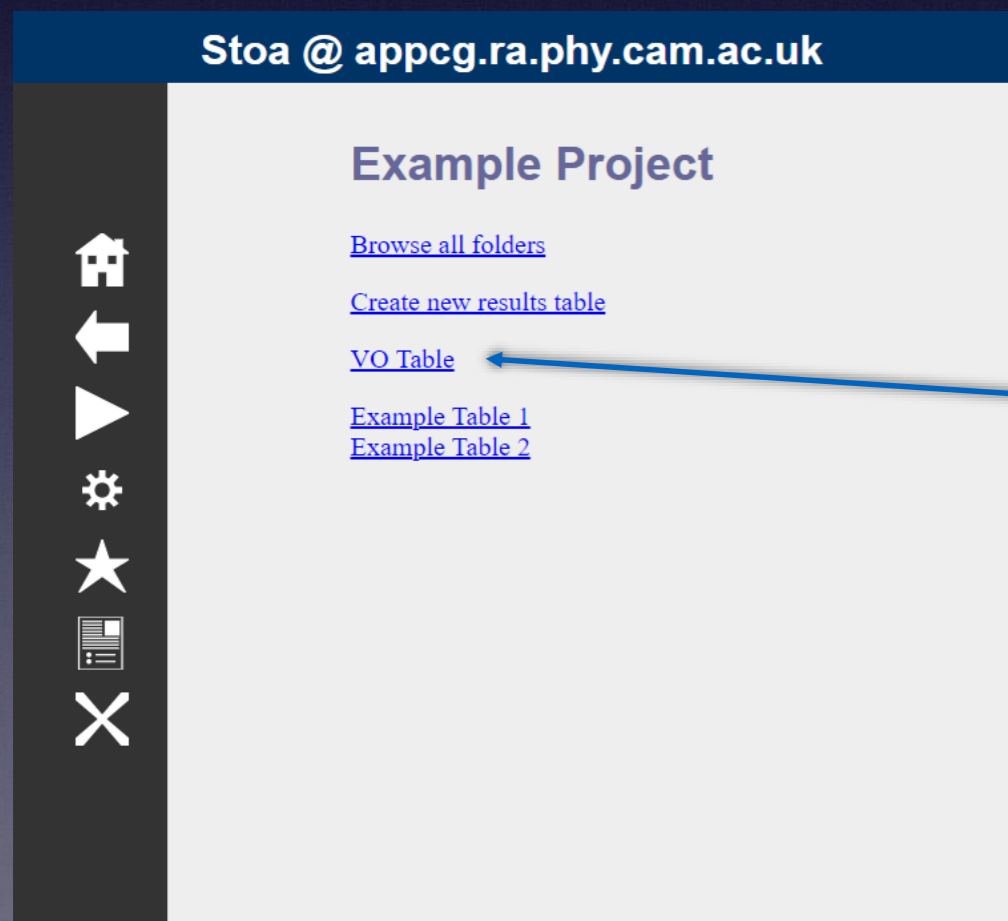 Stoa @ appcg.ra.phy.cam.ac.uk
Example Project
Browse all folders
Create new results table
VO Table
Example Table 1
Example Table 2